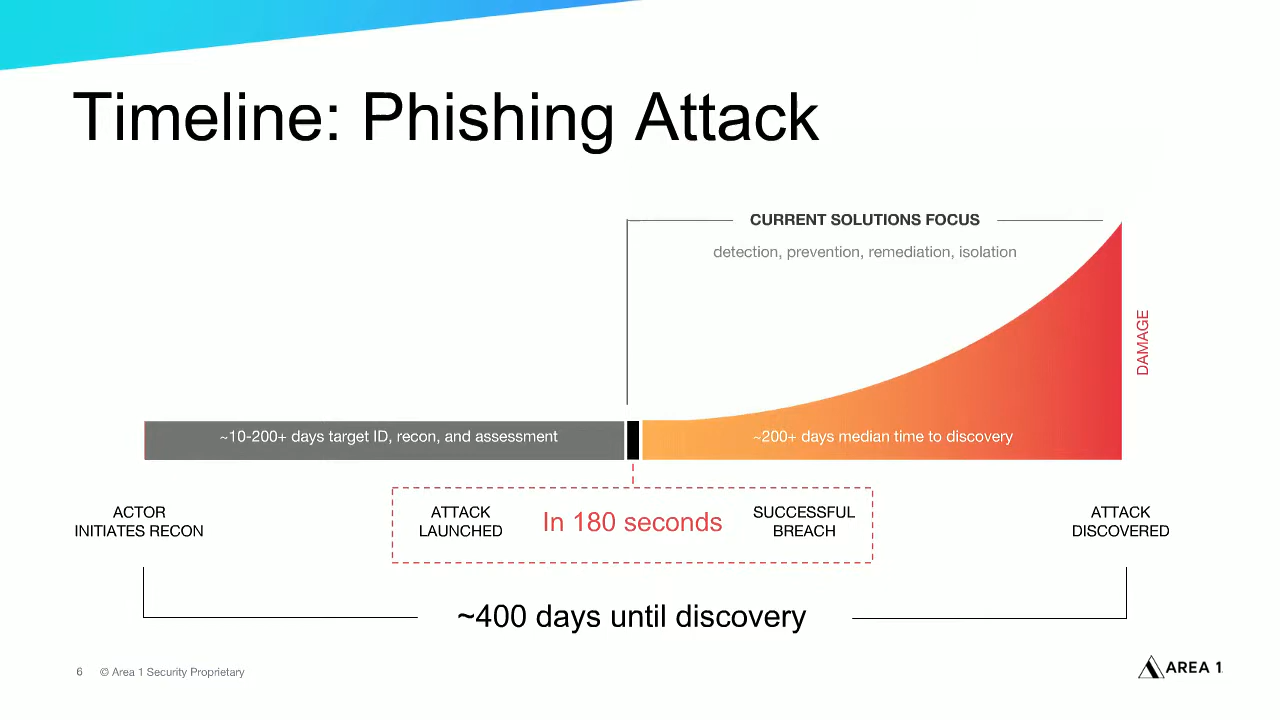 Timeline: Phishing Attack
CURRENT SOLUTIONS FOCUS
detection, prevention, remediation, isolation
DAMAGE
~10-200+ days target ID, recon, and assessment
~200+ days median time to discovery
ACTOR
INITIATES RECON
ATTACK
LAUNCHED
In 180 seconds
SUCCESSFUL
BREACH
ATTACK
DISCOVERED
~400 days until discovery
6 © Area 1 Security Proprietary
AREA 1